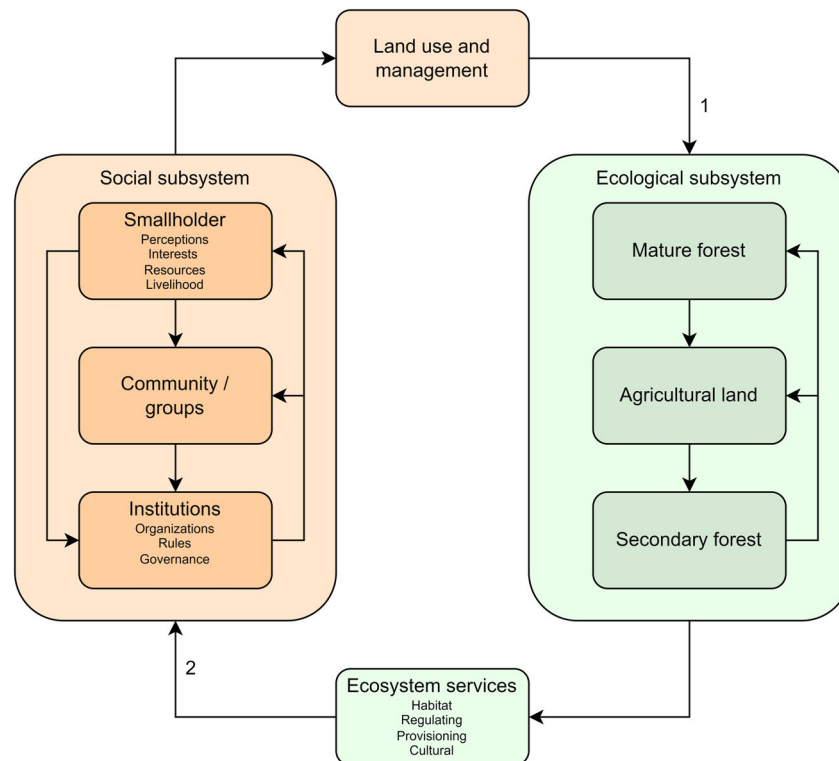 Land use and
management
1
Social subsystem
Smallholder
Perceptions
Interests
Resources
Livelihood
Community /
groups
Institutions
Organizations
Rules
Governance
Ecological subsystem
Mature forest
Agricultural land
Secondary forest
2
Ecosystem services
Habitat
Regulating
Provisioning
Cultural